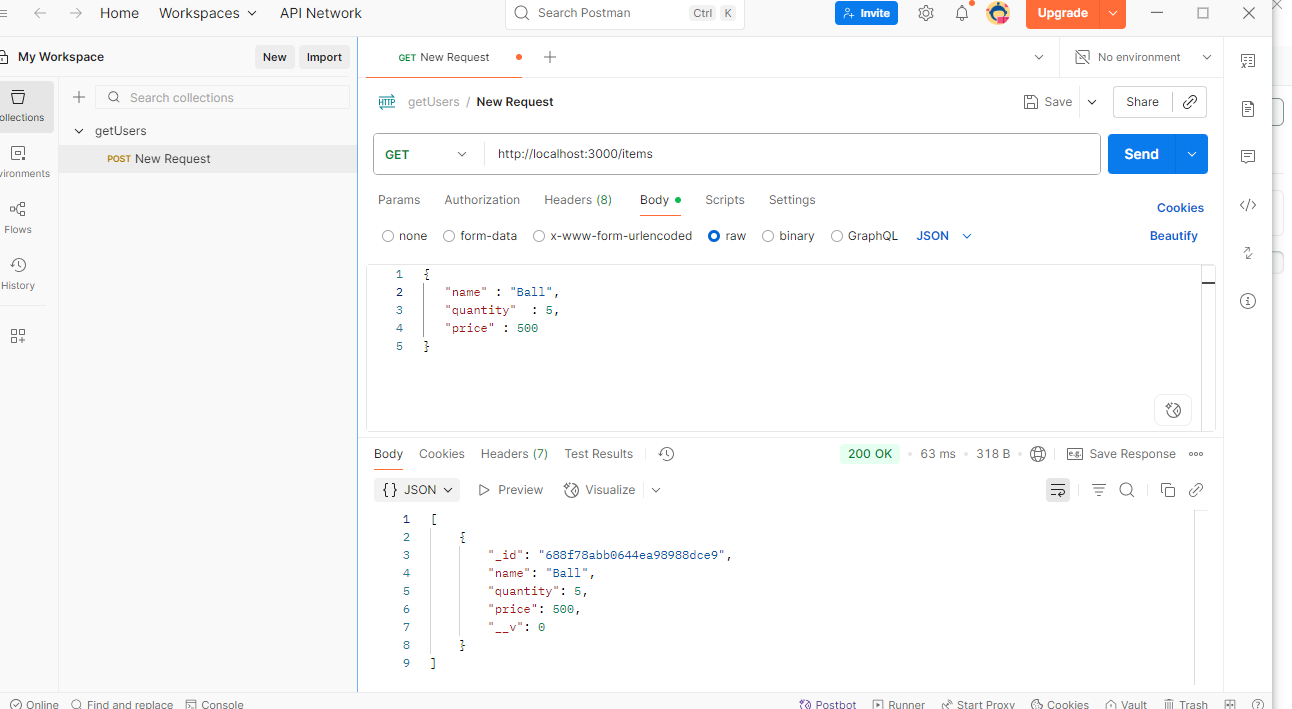 Home Workspaces API Network Search Postman Ctrl K Invite Upgrade
My Workspace New Import GET New Request No environment
Search collections getUsers / New Request Save Share
ollections getUsers
POST New Request GET http://localhost:3000/items Send
vironments
Flows
History
Params Authorization Headers (8) Body Scripts Settings Cookies
none form-data x-www-form-urlencoded raw binary GraphQL JSON Beautify
1 {
2 "name" : "Ball",
3 "quantity" : 5,
4 "price" : 500
5 }
Body Cookies Headers (7) Test Results 200 OK • 63 ms • 318 B • e.g. Save Response
{} JSON Preview Visualize
1 [
2 {
3 "_id": "688f78abb0644ea98988dce9",
4 "name": "Ball",
5 "quantity": 5,
6 "price": 500,
7 "__v": 0
8 }
9 ]
Online Find and replace Console Postbot Runner Start Proxy Cookies Vault Trash